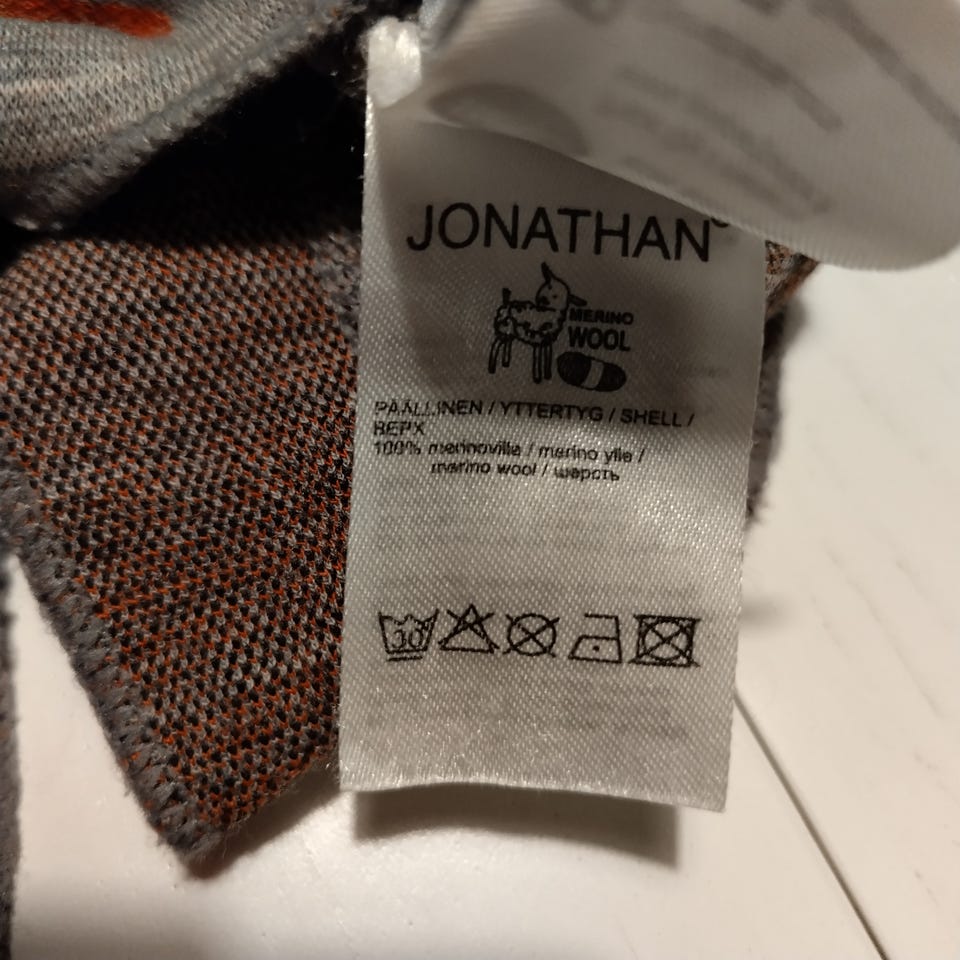 JONATHAN
MERINO
WOOL
PÄÄLLINEN / YTTERTYG / SHELL /
ВЕРХ
100% merinovilla / merino ylle /
merino wool / шерсть
30